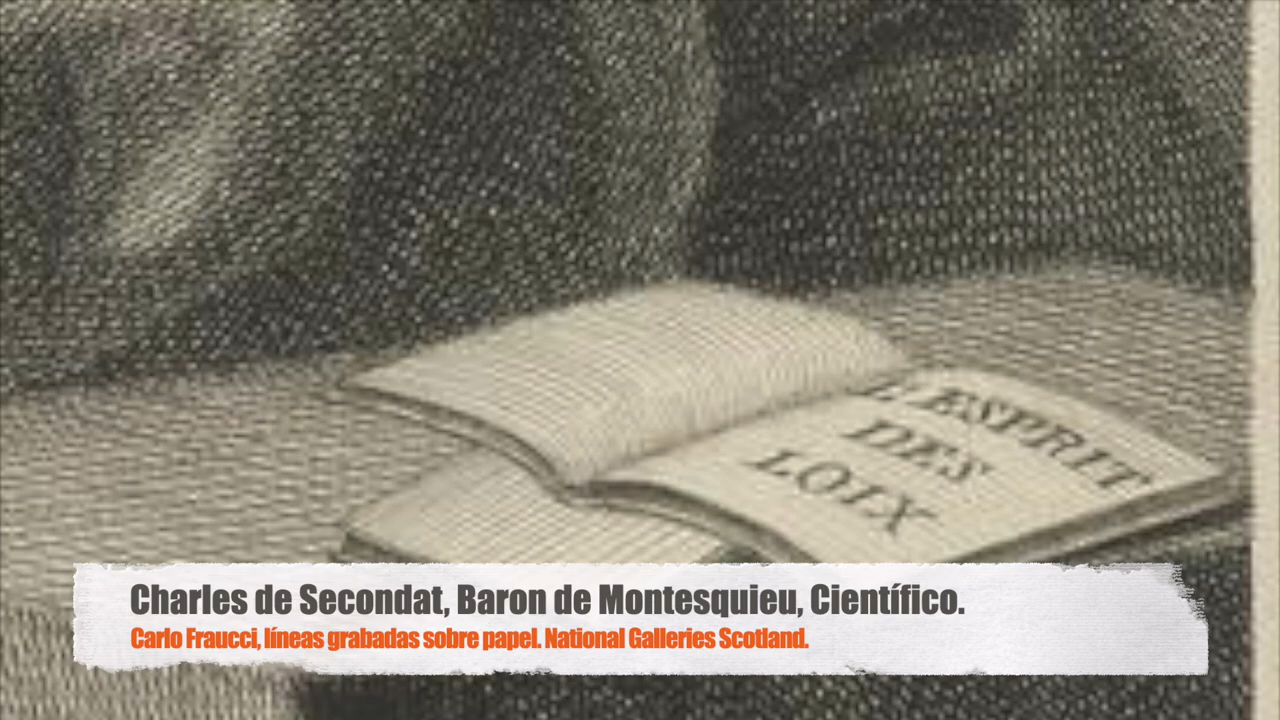 L'ESPRIT
DES
LOIX
Charles de Secondat, Baron de Montesquieu, Científico.
Carlo Fraucci, líneas grabadas sobre papel. National Galleries Scotland.